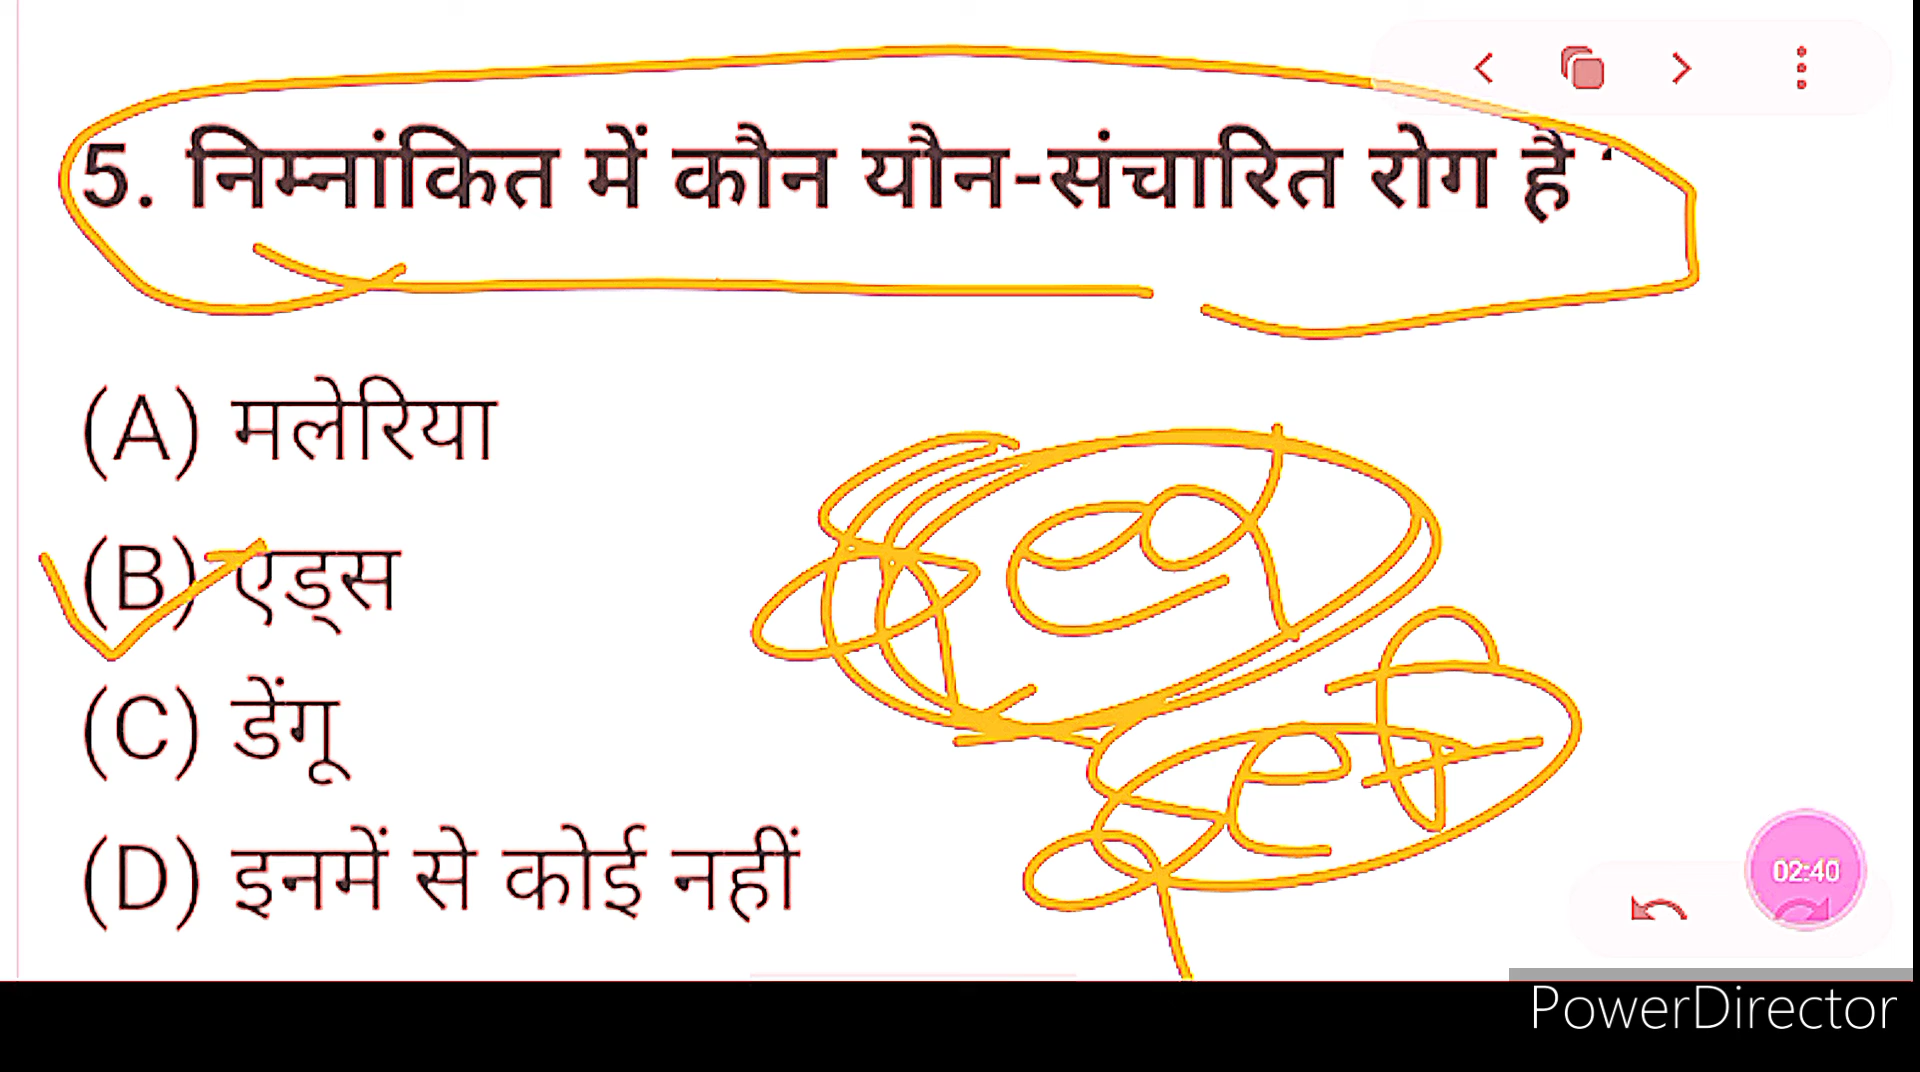 5. निम्नांकित में कौन यौन-संचारित रोग है
(A) मलेरिया
(B) एड्स
(C) डेंगू
(D) इनमें से कोई नहीं
02:40
PowerDirector